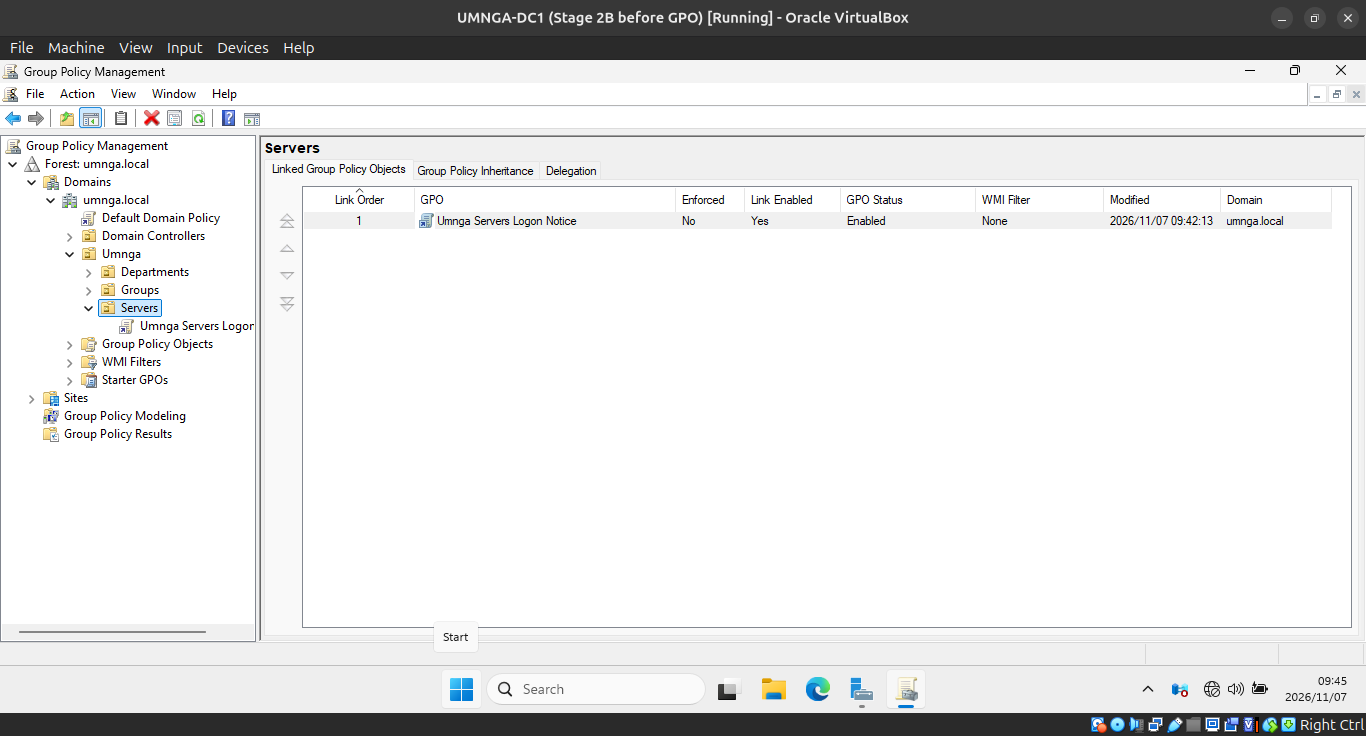 UMNGA-DC1 (Stage 2B before GPO) [Running] - Oracle VirtualBox
File Machine View Input Devices Help
Group Policy Management
File Action View Window Help
Group Policy Management
Forest: umnga.local
Domains
umnga.local
Default Domain Policy
Domain Controllers
Umnga
Departments
Groups
Servers
Umnga Servers Logon
Group Policy Objects
WMI Filters
Starter GPOs
Sites
Group Policy Modeling
Group Policy Results
Servers
Linked Group Policy Objects Group Policy Inheritance Delegation
Link Order GPO Enforced Link Enabled GPO Status WMI Filter Modified Domain
1 Umnga Servers Logon Notice No Yes Enabled None 2026/11/07 09:42:13 umnga.local
Start
Search
09:45
2026/11/07
Right Ctrl